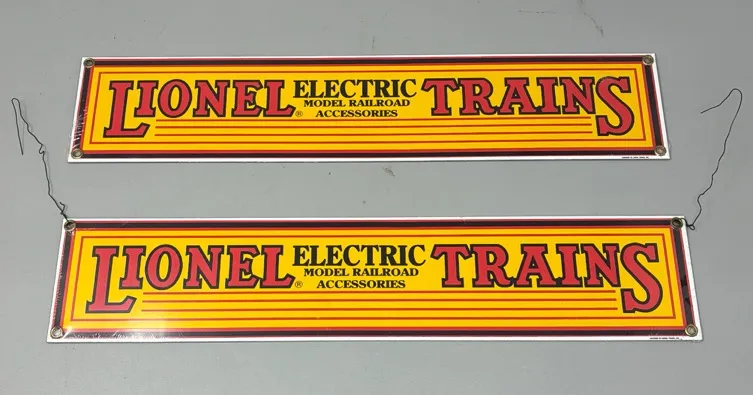 LIONEL ELECTRIC TRAINS
MODEL RAILROAD
® ACCESSORIES
LIONEL ELECTRIC TRAINS
MODEL RAILROAD
® ACCESSORIES